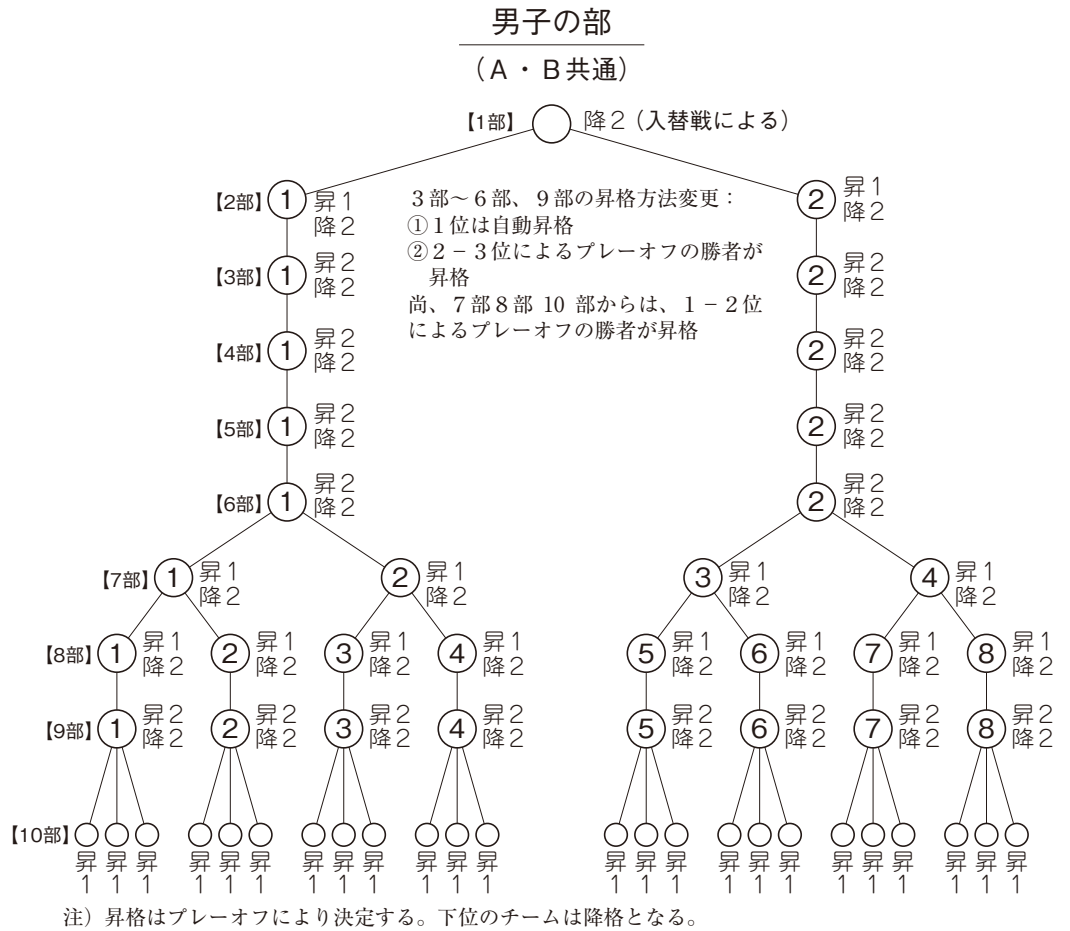 男子の部
（A・B共通）
【1部】 降2（入替戦による）
【2部】 1 昇1 降2 2 昇1 降2
3部～6部、9部の昇格方法変更：
①1位は自動昇格
②2－3位によるプレーオフの勝者が
昇格
尚、7部8部 10 部からは、1－2位
によるプレーオフの勝者が昇格
【3部】 1 昇2 降2 2 昇2 降2
【4部】 1 昇2 降2 2 昇2 降2
【5部】 1 昇2 降2 2 昇2 降2
【6部】 1 昇2 降2 2 昇2 降2
【7部】 1 昇1 降2 2 昇1 降2 3 昇1 降2 4 昇1 降2
【8部】 1 昇1 降2 2 昇1 降2 3 昇1 降2 4 昇1 降2 5 昇1 降2 6 昇1 降2 7 昇1 降2 8 昇1 降2
【9部】 1 昇2 降2 2 昇2 降2 3 昇2 降2 4 昇2 降2 5 昇2 降2 6 昇2 降2 7 昇2 降2 8 昇2 降2
【10部】
昇1 昇1 昇1 昇1 昇1 昇1 昇1 昇1 昇1 昇1 昇1 昇1 昇1 昇1 昇1 昇1 昇1 昇1 昇1 昇1 昇1 昇1 昇1 昇1
注）昇格はプレーオフにより決定する。下位のチームは降格となる。